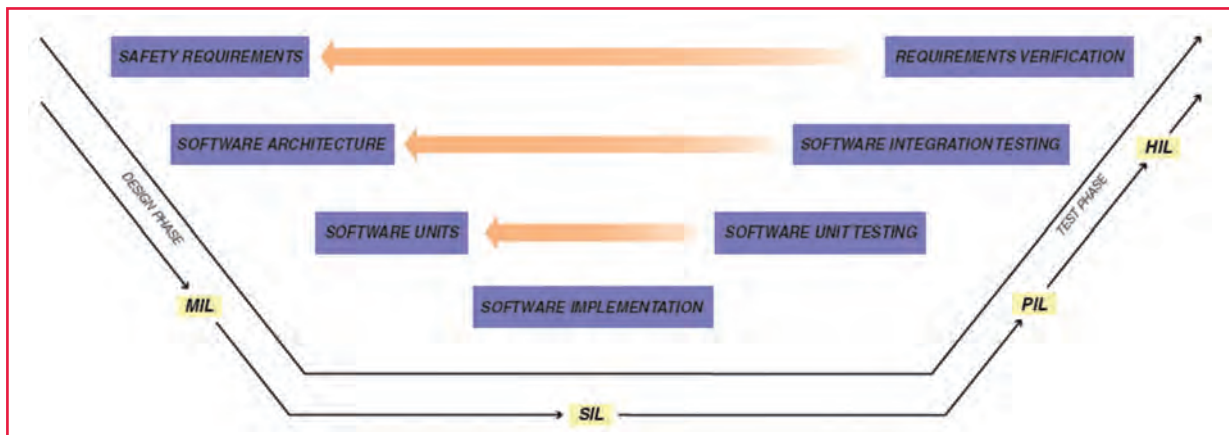 SAFETY REQUIREMENTS
REQUIREMENTS VERIFICATION
SOFTWARE ARCHITECTURE
SOFTWARE INTEGRATION TESTING
HIL
DESIGN PHASE
TEST PHASE
SOFTWARE UNITS
SOFTWARE UNIT TESTING
MIL
SOFTWARE IMPLEMENTATION
PIL
SIL